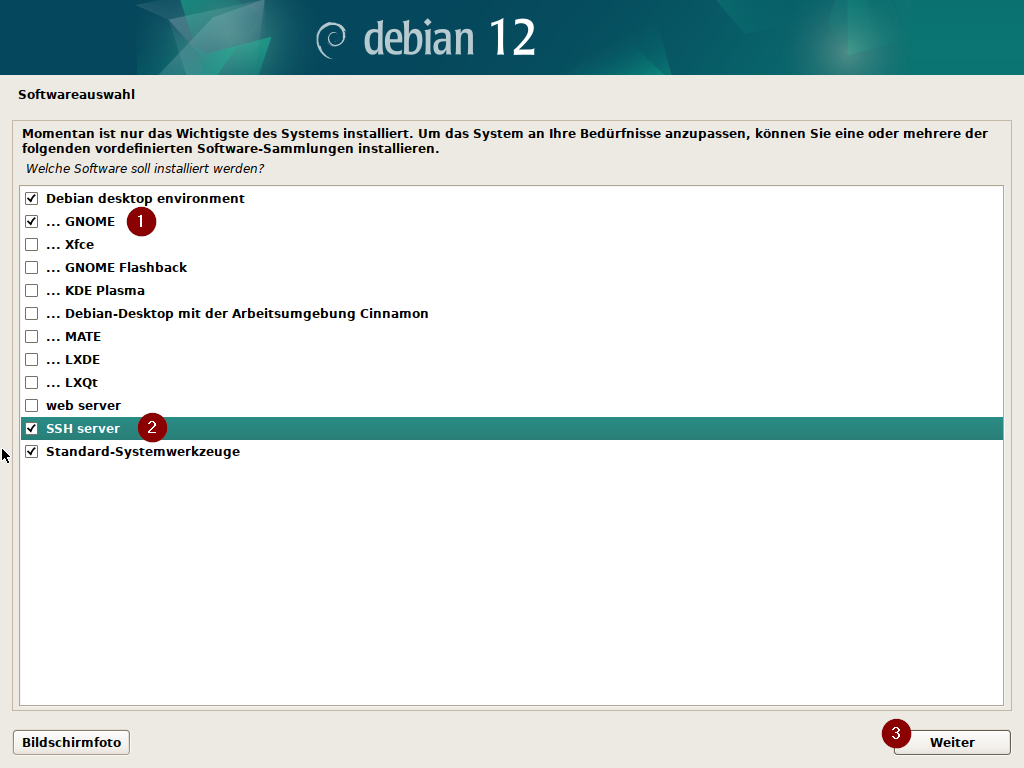 debian 12
Softwareauswahl
Momentan ist nur das Wichtigste des Systems installiert. Um das System an Ihre Bedürfnisse anzupassen, können Sie eine oder mehrere der
folgenden vordefinierten Software-Sammlungen installieren.
Welche Software soll installiert werden?
Debian desktop environment
... GNOME 1
... Xfce
... GNOME Flashback
... KDE Plasma
... Debian-Desktop mit der Arbeitsumgebung Cinnamon
... MATE
... LXDE
... LXQt
web server
SSH server 2
Standard-Systemwerkzeuge
Bildschirmfoto 3 Weiter